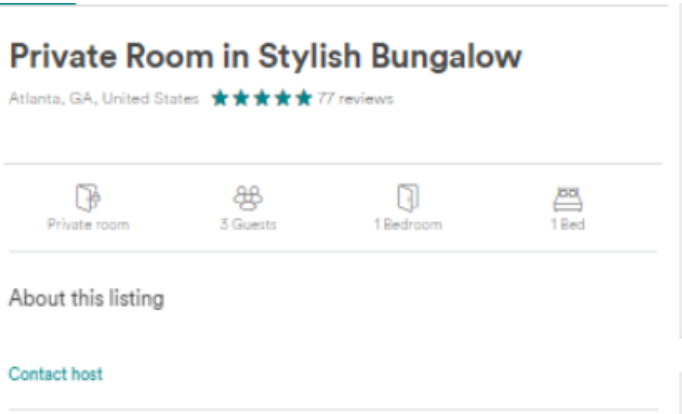 Private Room in Stylish Bungalow
Atlanta, GA, United States 77 reviews
Private room 3 Guests 1 Bedroom 1 Bed
About this listing
Contact host